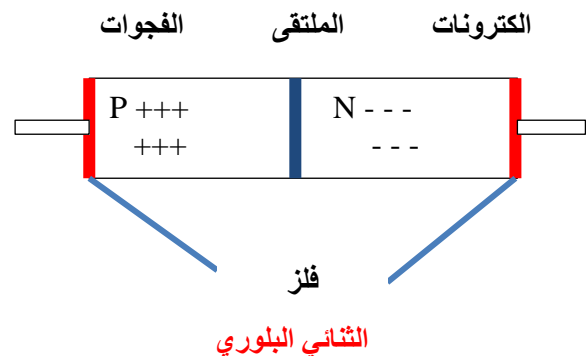 الكترونات الملتقى الفجوات
P +++ N - - -
+++ - - -
فلز
الثنائي البلوري